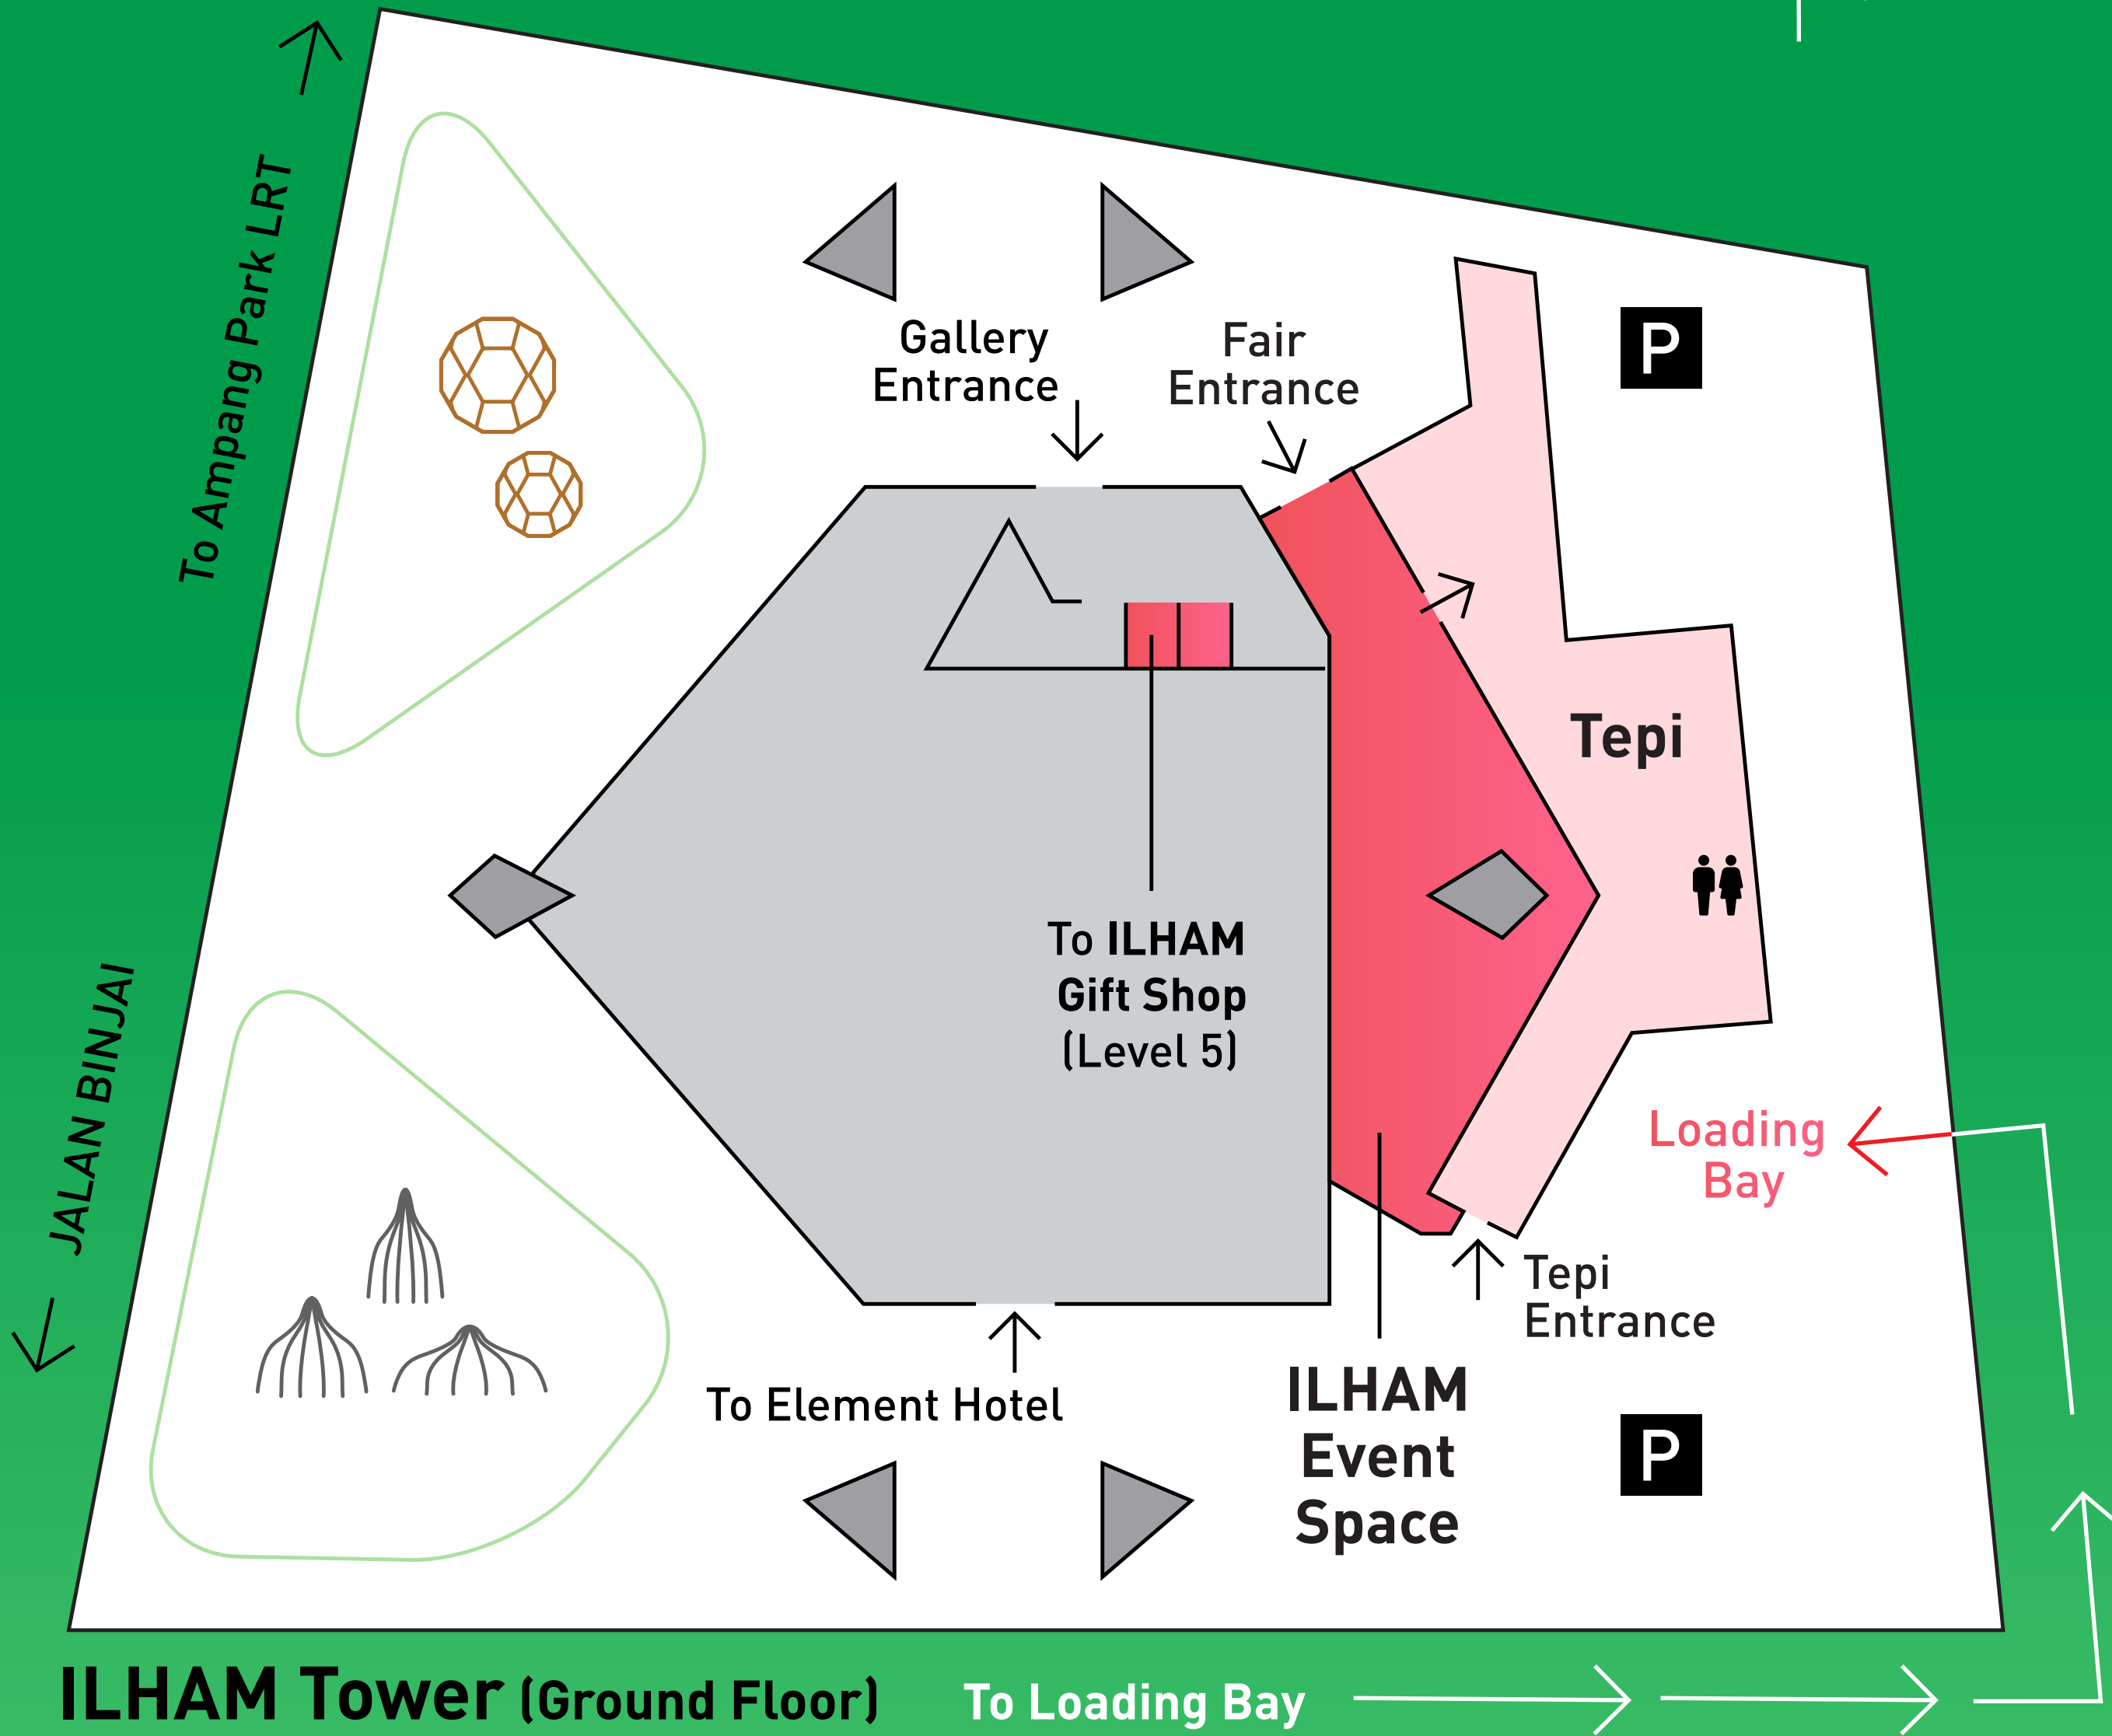 To Ampang Park LRT
Gallery
Entrance
Fair
Entrance
P
Tepi
To ILHAM
Gift Shop
(Level 5)
JALAN BINJAI
Loading
Bay
Tepi
Entrance
To Element Hotel
ILHAM
Event
Space
P
ILHAM Tower (Ground Floor)
To Loading Bay